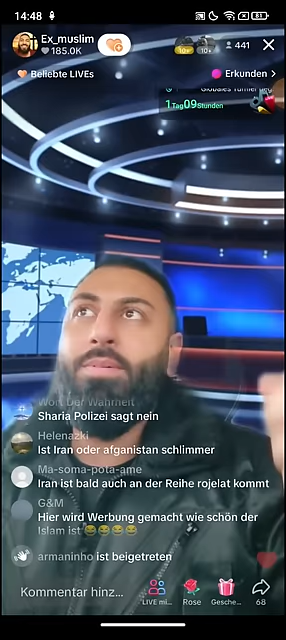 14:48
81
Ex_muslim
185.0K
10+
441
Beliebte LIVEs
Erkunden
Globales Turnier
1Tag09Stunden
Wort Der Wahrheit
Sharia Polizei sagt nein
Helenazki
Ist Iran oder afganistan schlimmer
Ma-soma-pota-ame
Iran ist bald auch an der Reihe rojelat kommt
G&M
Hier wird Werbung gemacht wie schön der
Islam ist 😂😂😂😂
armaninho ist beigetreten
Kommentar hinz...
LIVE mi...
Rose
Gesche...
68